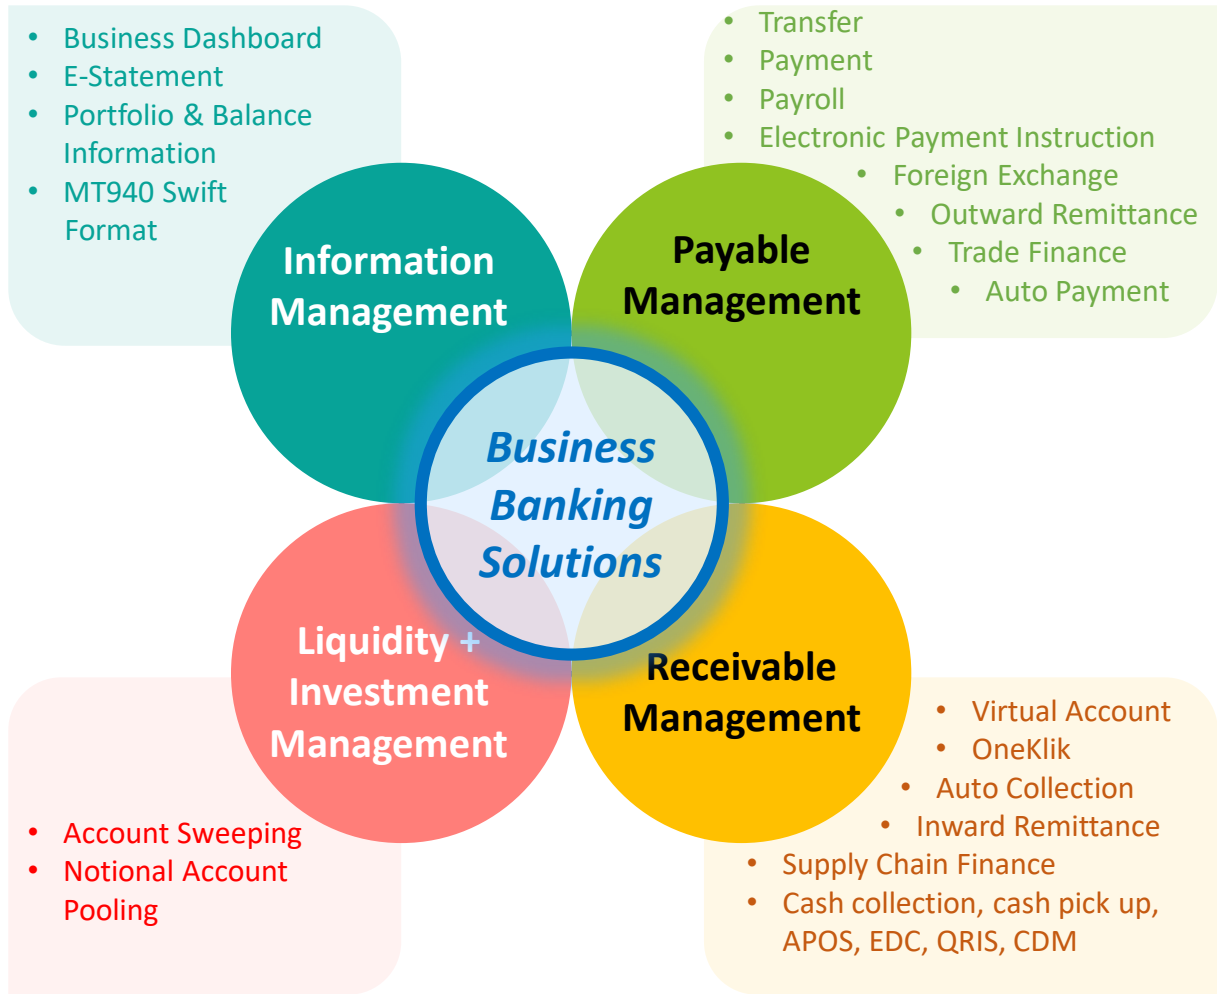 • Business Dashboard
• E-Statement
• Portfolio & Balance
Information
• MT940 Swift
Format
Information
Management
• Transfer
• Payment
• Payroll
• Electronic Payment Instruction
• Foreign Exchange
• Outward Remittance
• Trade Finance
• Auto Payment
Payable
Management
Business
Banking
Solutions
Liquidity +
Investment
Management
• Account Sweeping
• Notional Account
Pooling
Receivable
Management
• Virtual Account
• OneKlik
• Auto Collection
• Inward Remittance
• Supply Chain Finance
• Cash collection, cash pick up,
APOS, EDC, QRIS, CDM